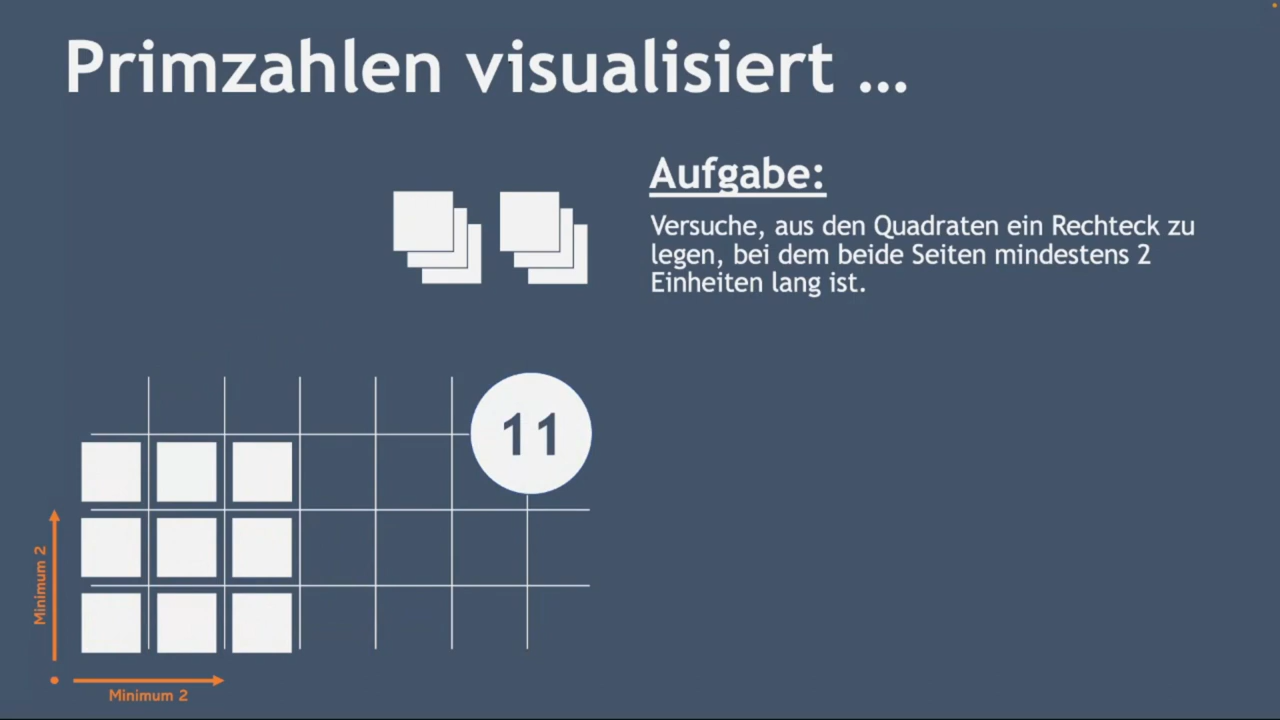 Primzahlen visualisiert ...
Aufgabe:
Versuche, aus den Quadraten ein Rechteck zu
legen, bei dem beide Seiten mindestens 2
Einheiten lang ist.
11
Minimum 2
Minimum 2